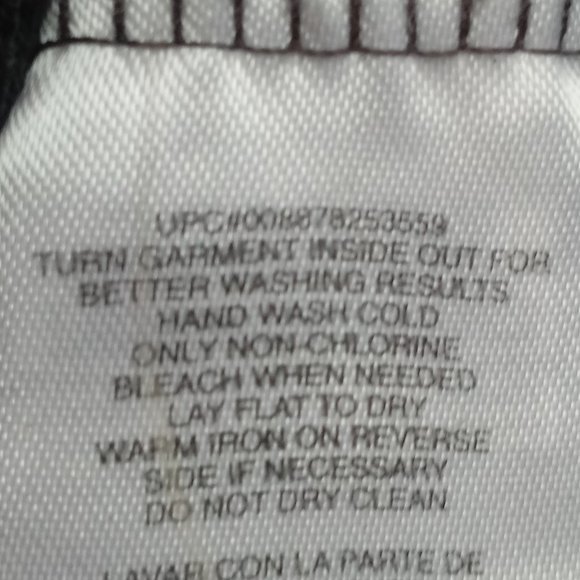 UPC#008878253559
TURN GARMENT INSIDE OUT FOR
BETTER WASHING RESULTS
HAND WASH COLD
ONLY NON-CHLORINE
BLEACH WHEN NEEDED
LAY FLAT TO DRY
WARM IRON ON REVERSE
SIDE IF NECESSARY
DO NOT DRY CLEAN
LAVAR CON LA PARTE DE